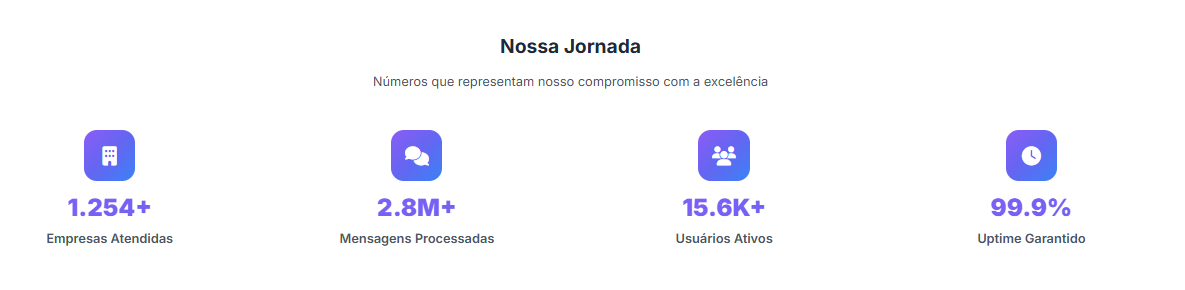 Nossa Jornada
Números que representam nosso compromisso com a excelência
1.254+
2.8M+
15.6K+
99.9%
Empresas Atendidas
Mensagens Processadas
Usuários Ativos
Uptime Garantido